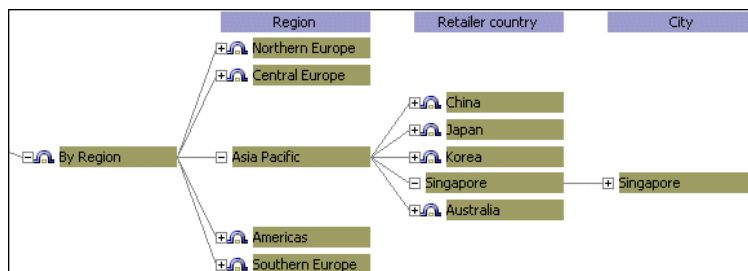 Region Retailer country City
Northern Europe
Central Europe
China
Japan
By Region Asia Pacific Korea
Singapore Singapore
Australia
Americas
Southern Europe